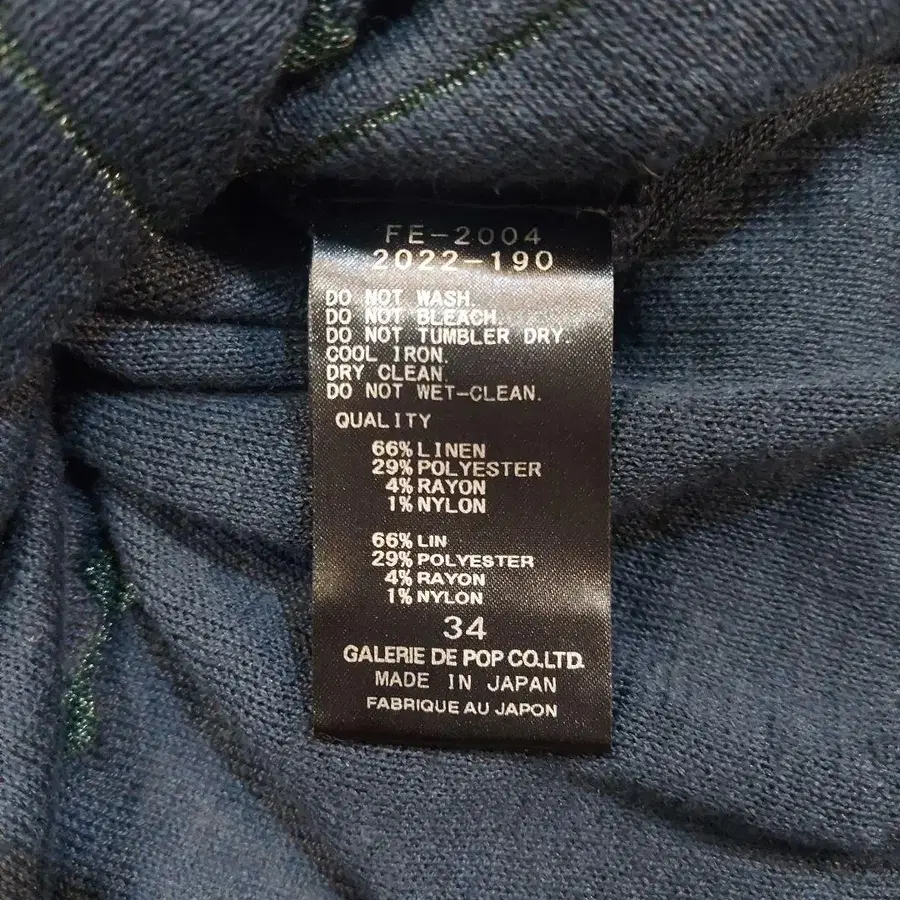 FE-2004
2022-190
DO NOT WASH.
DO NOT BLEACH.
DO NOT TUMBLER DRY.
COOL IRON.
DRY CLEAN.
DO NOT WET-CLEAN.
QUALITY
66% LINEN
29% POLYESTER
4% RAYON
1% NYLON
66% LIN
29% POLYESTER
4% RAYON
1% NYLON
34
GALERIE DE POP CO.LTD.
MADE IN JAPAN
FABRIQUE AU JAPON